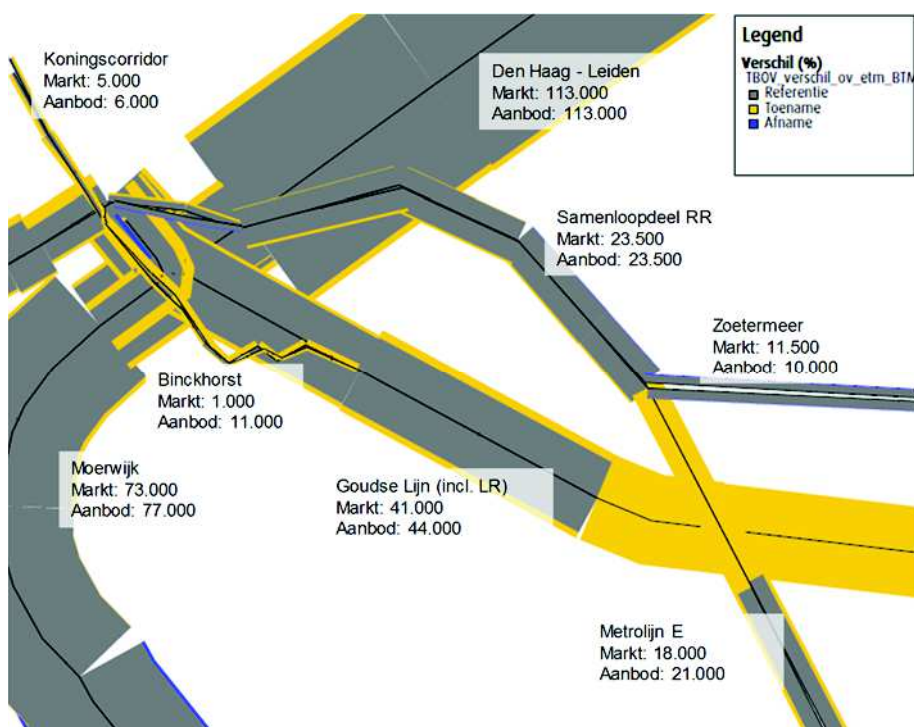 Koningscorridor
Markt: 5.000
Aanbod: 6.000
Den Haag - Leiden
Markt: 113.000
Aanbod: 113.000
Legend
Verschil (%)
TBOV_verschil_ov_etm_BTM
Referentie
Toename
Afname
Samenloopdeel RR
Markt: 23.500
Aanbod: 23.500
Zoetermeer
Markt: 11.500
Aanbod: 10.000
Binckhorst
Markt: 1.000
Aanbod: 11.000
Moerwijk
Markt: 73.000
Aanbod: 77.000
Goudse Lijn (incl. LR)
Markt: 41.000
Aanbod: 44.000
Metrolijn E
Markt: 18.000
Aanbod: 21.000